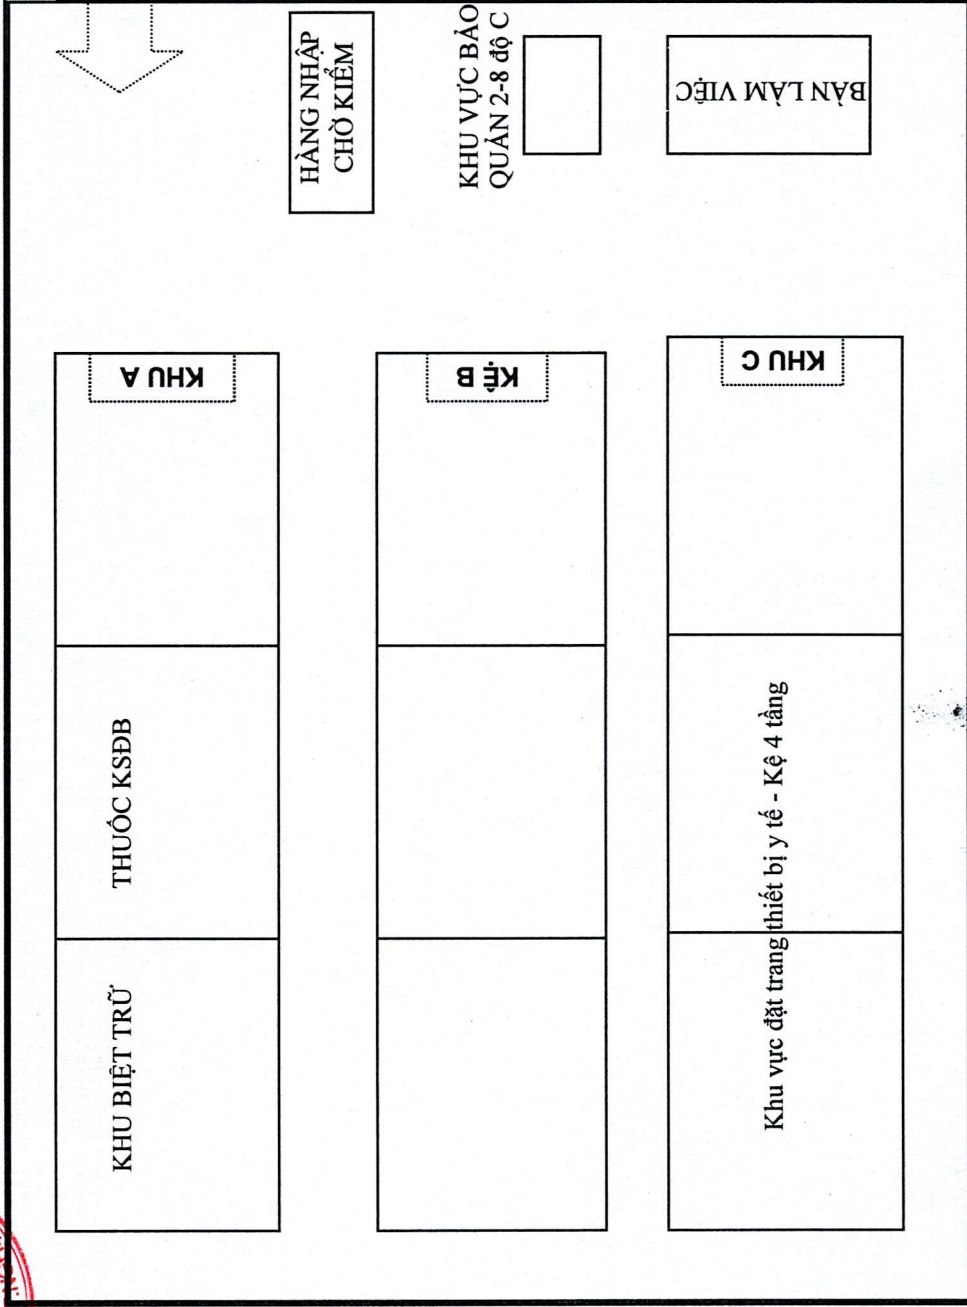 HÀNG NHẬP
CHỜ KIỂM
KHU VỰC BẢO
QUẢN 2-8 độ C
BÀN LÀM VIỆC
KHU A
KỆ B
KHU C
THUỐC KSĐB
KHU BIỆT TRỮ
Khu vực đặt trang thiết bị y tế - Kệ 4 tầng